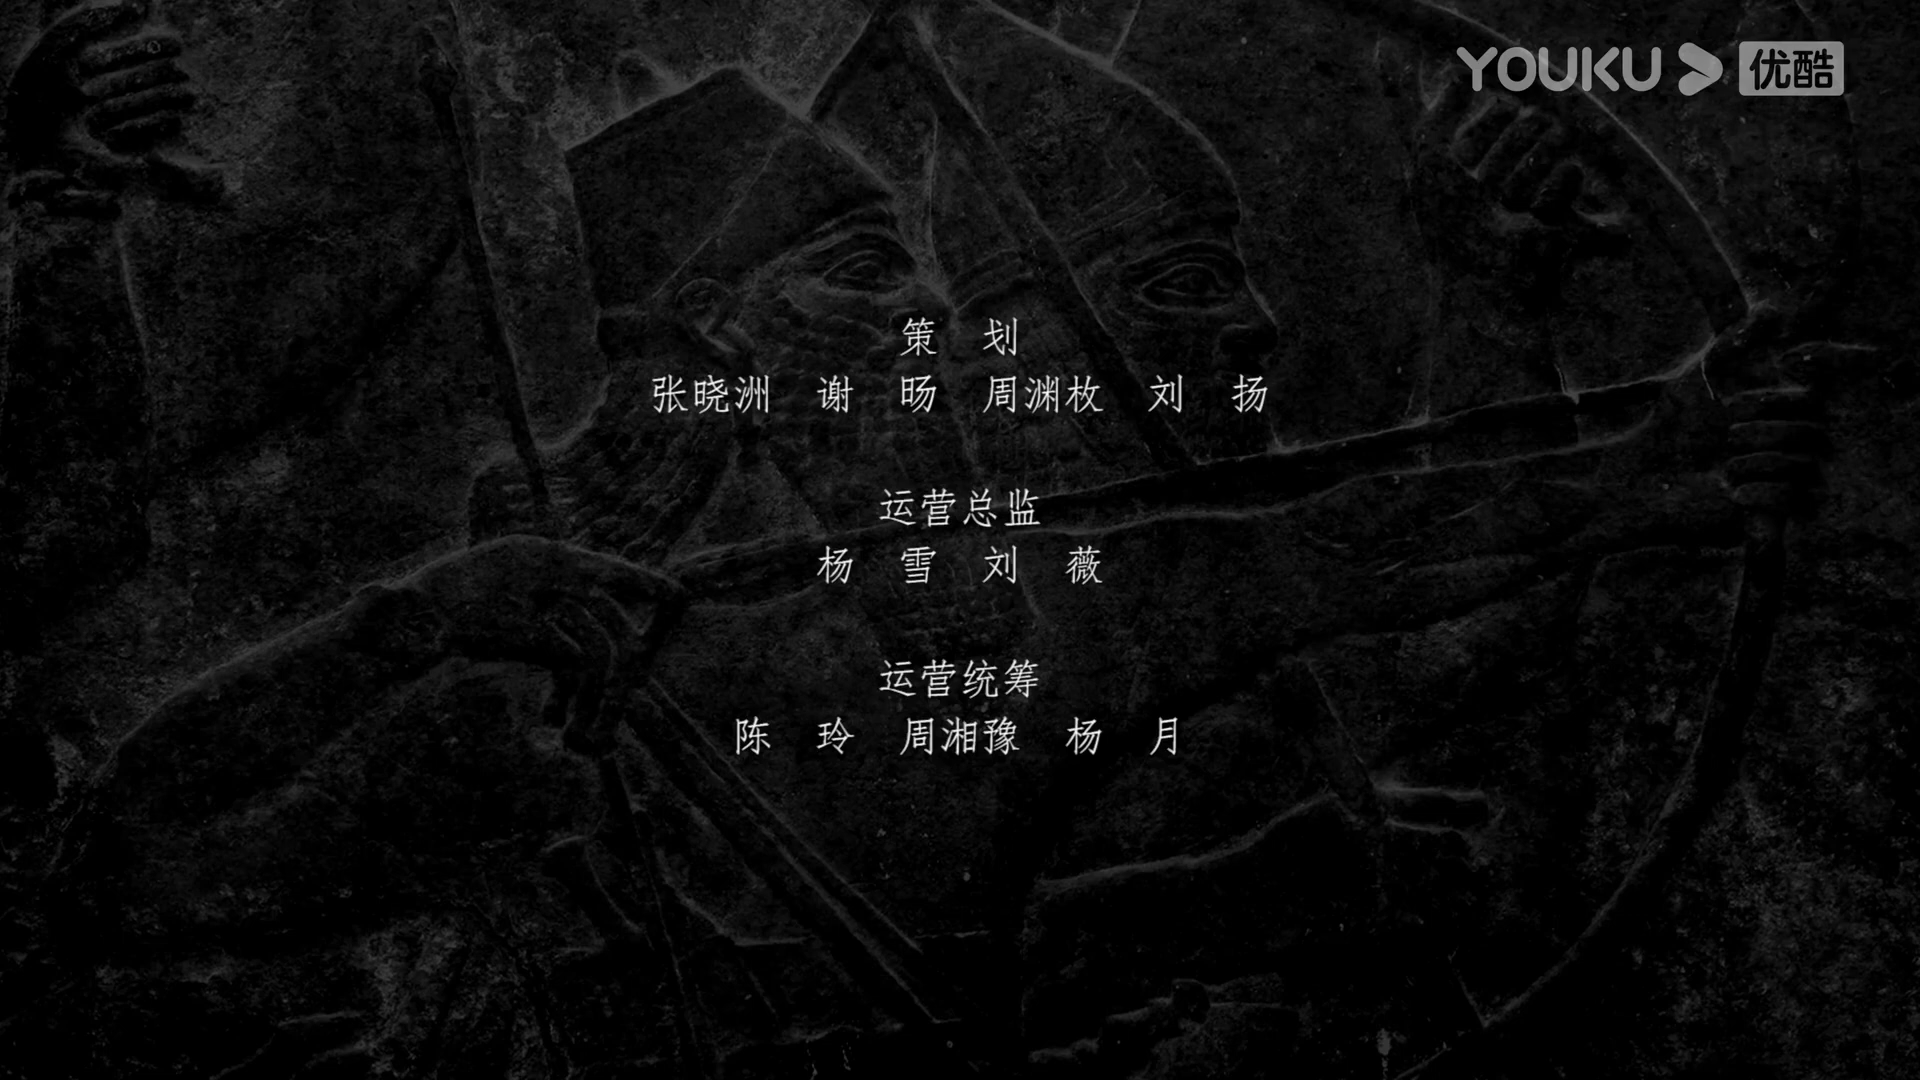 YOUKU 优酷
策 划
张晓洲 谢 旸 周渊枚 刘 扬
运营总监
杨 雪 刘 薇
运营统筹
陈 玲 周湘豫 杨 月